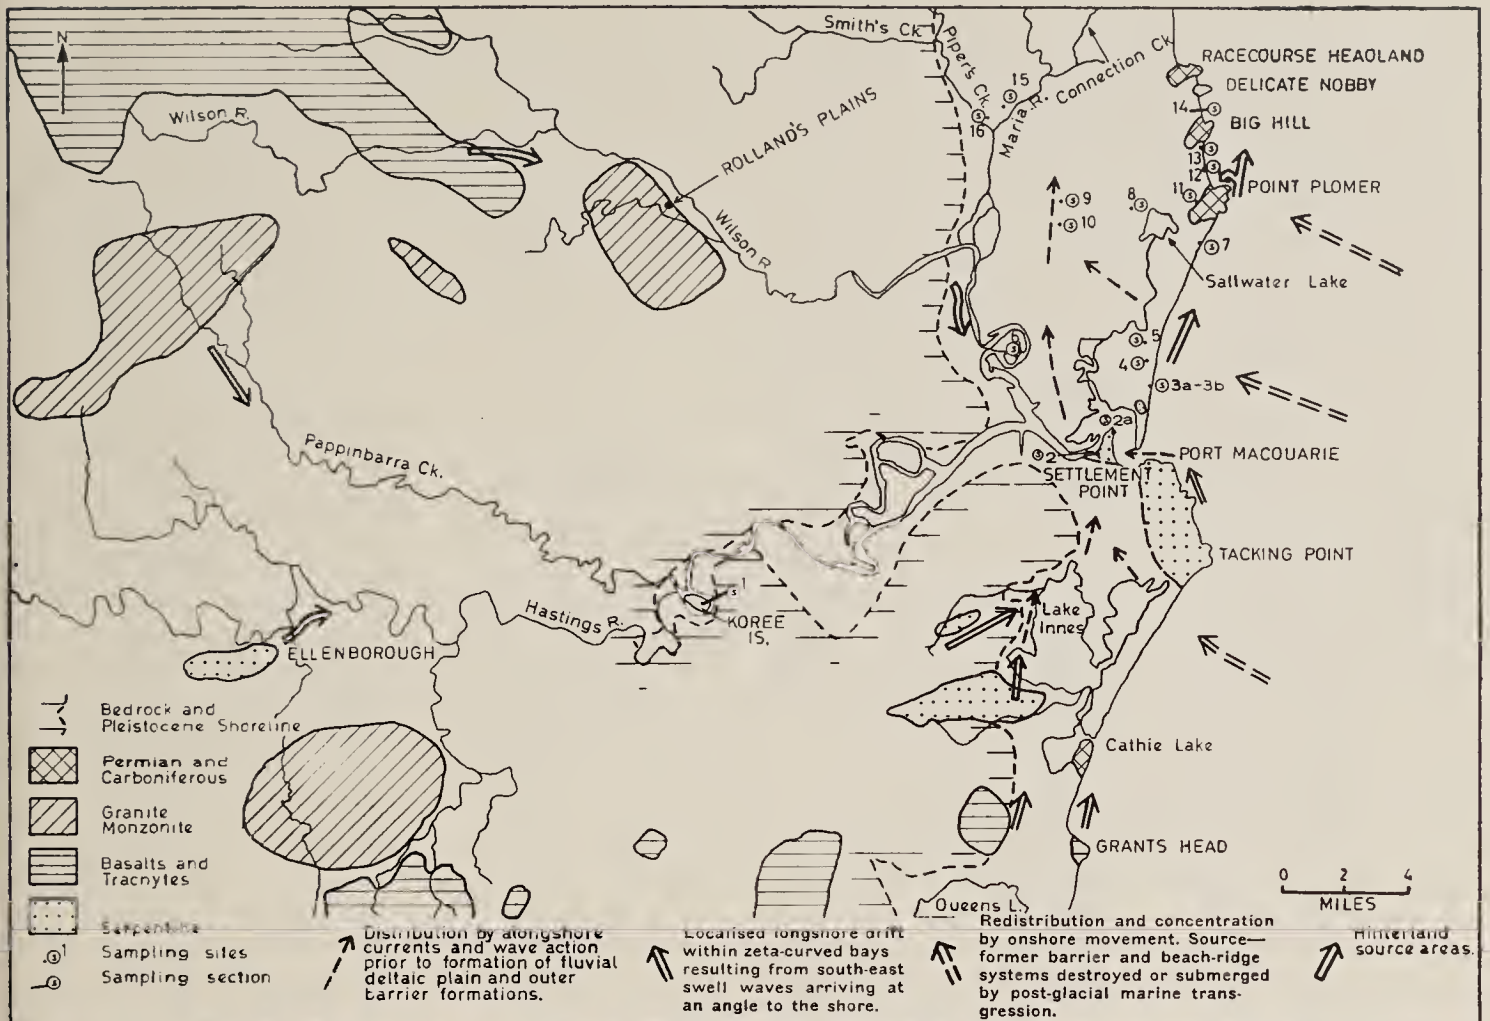 N
Smith's Ck.
Piper's Ck.
15
16
Maria R.
Connection Ck.
RACECOURSE HEADLAND
DELICATE NOBBY
14
BIG HILL
13
12
11
POINT PLOMER
Wilson R.
ROLLAND'S PLAINS
Wilson R.
9
10
8
7
Saltwater Lake
6
5
4
3a-3b
2a
2
PORT MACQUARIE
SETTLEMENT
POINT
TACKING POINT
Pappinbarra Ck.
Hastings R.
1
KOREE
IS.
Lake
Innes
ELLENBOROUGH
Cathie Lake
GRANTS HEAD
Queens L.
0 2 4
MILES
Bedrock and
Pleistocene Shoreline
Permian and
Carboniferous
Granite
Monzonite
Basalts and
Tracnytes
Serpentine
S 1 Sampling sites
S Sampling section
Distribution by alongshore
currents and wave action
prior to formation of fluvial
deltaic plain and outer
barrier formations.
Localised longshore drift
within zeta-curved bays
resulting from south-east
swell waves arriving at
an angle to the shore.
Redistribution and concentration
by onshore movement. Source—
former barrier and beach-ridge
systems destroyed or submerged
by post-glacial marine trans-
gression.
Hinterland
source areas.